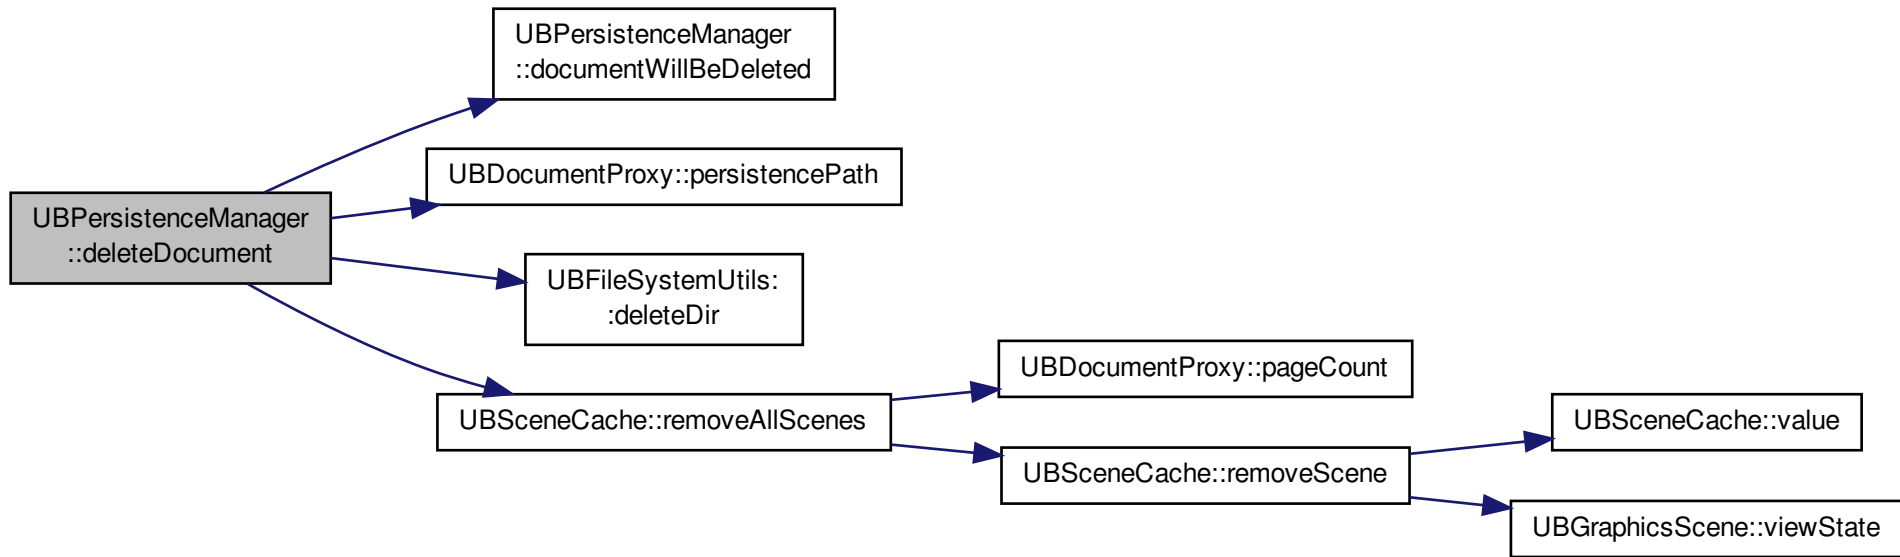 UBPersistenceManager
::documentWillBeDeleted
UBDocumentProxy::persistencePath
UBPersistenceManager
::deleteDocument
UBFileSystemUtils:
:deleteDir
UBDocumentProxy::pageCount
UBSceneCache::removeAllScenes
UBSceneCache::value
UBSceneCache::removeScene
UBGraphicsScene::viewState